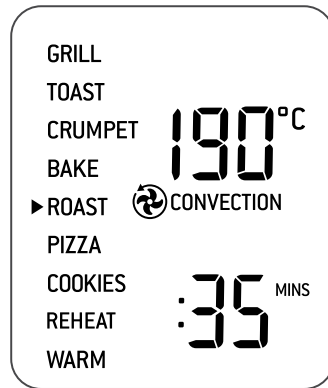 GRILL
TOAST
CRUMPET
190°C
BAKE
ROAST
CONVECTION
PIZZA
COOKIES
:35 MINS
REHEAT
WARM